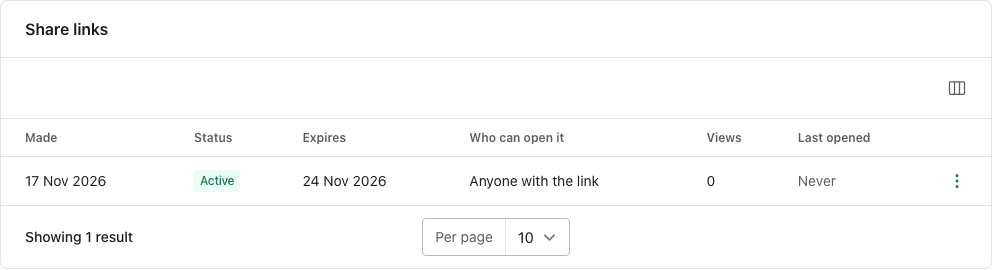 Share links
Made Status Expires Who can open it Views Last opened
17 Nov 2026 Active 24 Nov 2026 Anyone with the link 0 Never
Showing 1 result Per page 10